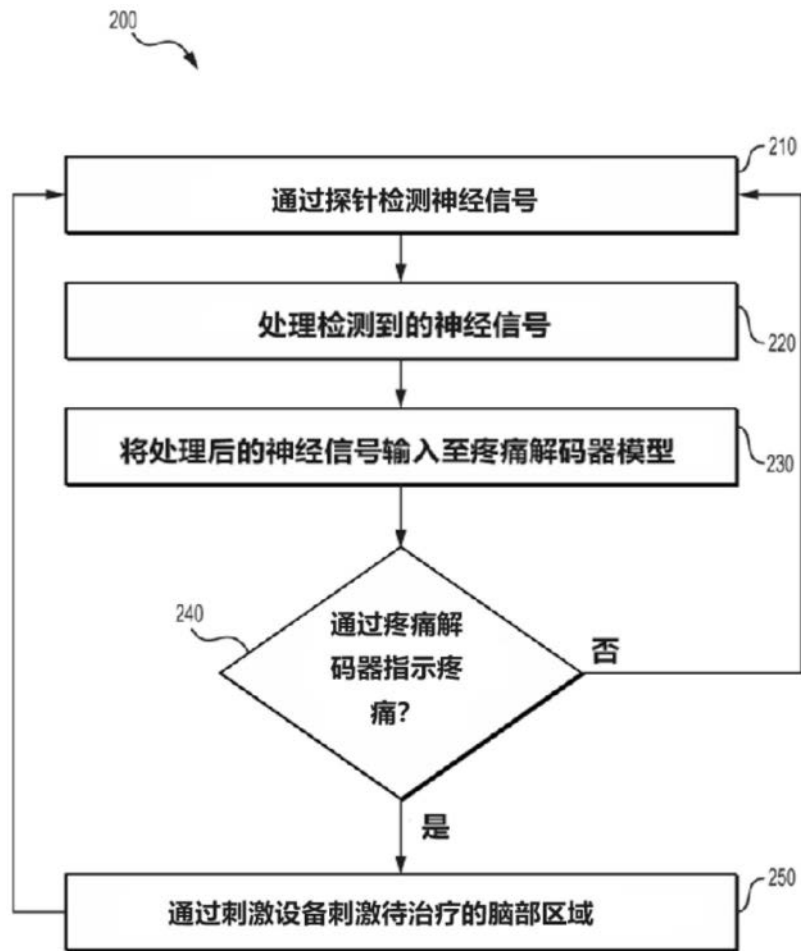 200
210
通过探针检测神经信号
处理检测到的神经信号
220
将处理后的神经信号输入至疼痛解码器模型
230
240
通过疼痛解
码器指示疼
痛？
否
是
250
通过刺激设备刺激待治疗的脑部区域